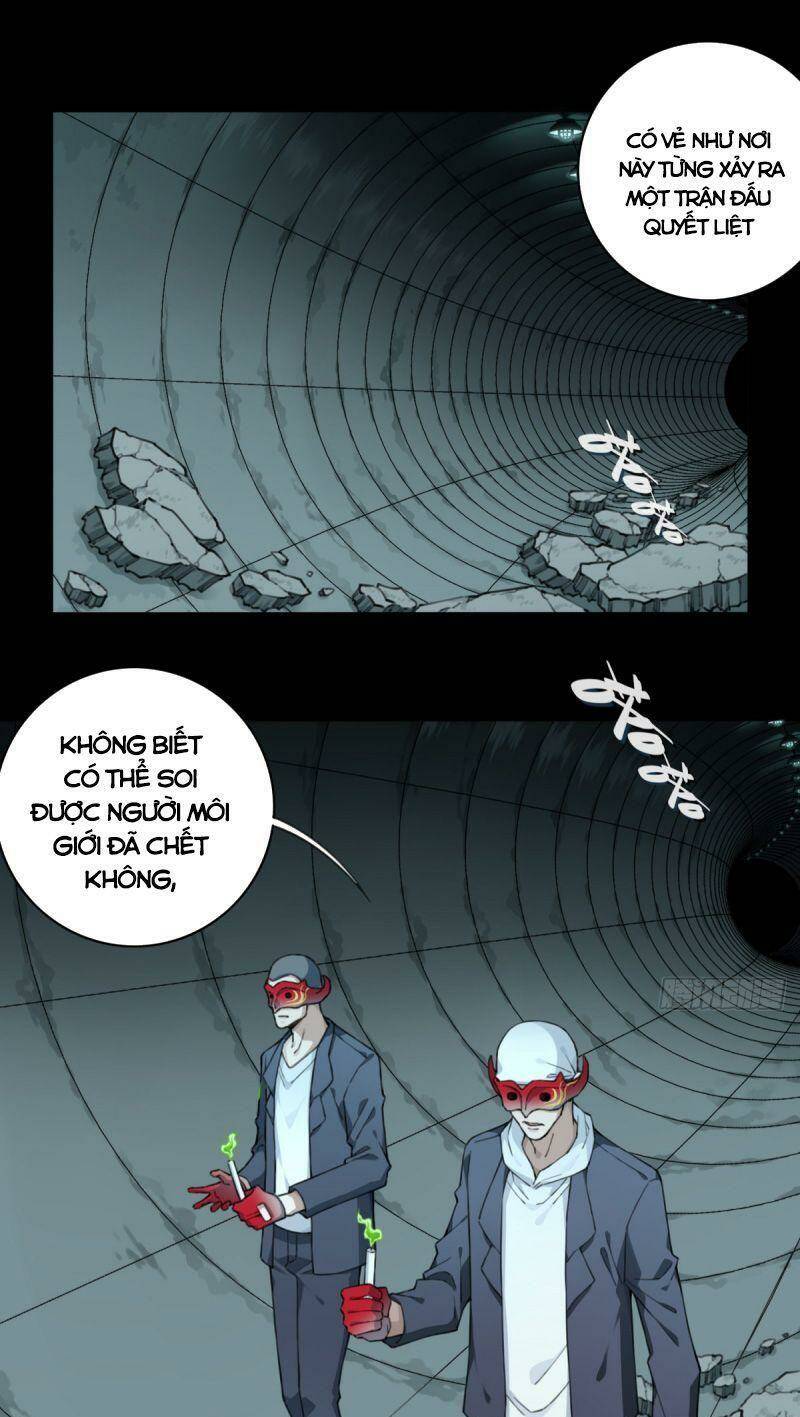 CÓ VẺ NHƯ NƠI
NÀY TỪNG XẢY RA
MỘT TRẬN ĐẤU
QUYẾT LIỆT
KHÔNG BIẾT
CÓ THỂ SOI
ĐƯỢC NGƯỜI MÔI
GIỚI ĐÃ CHẾT
KHÔNG,